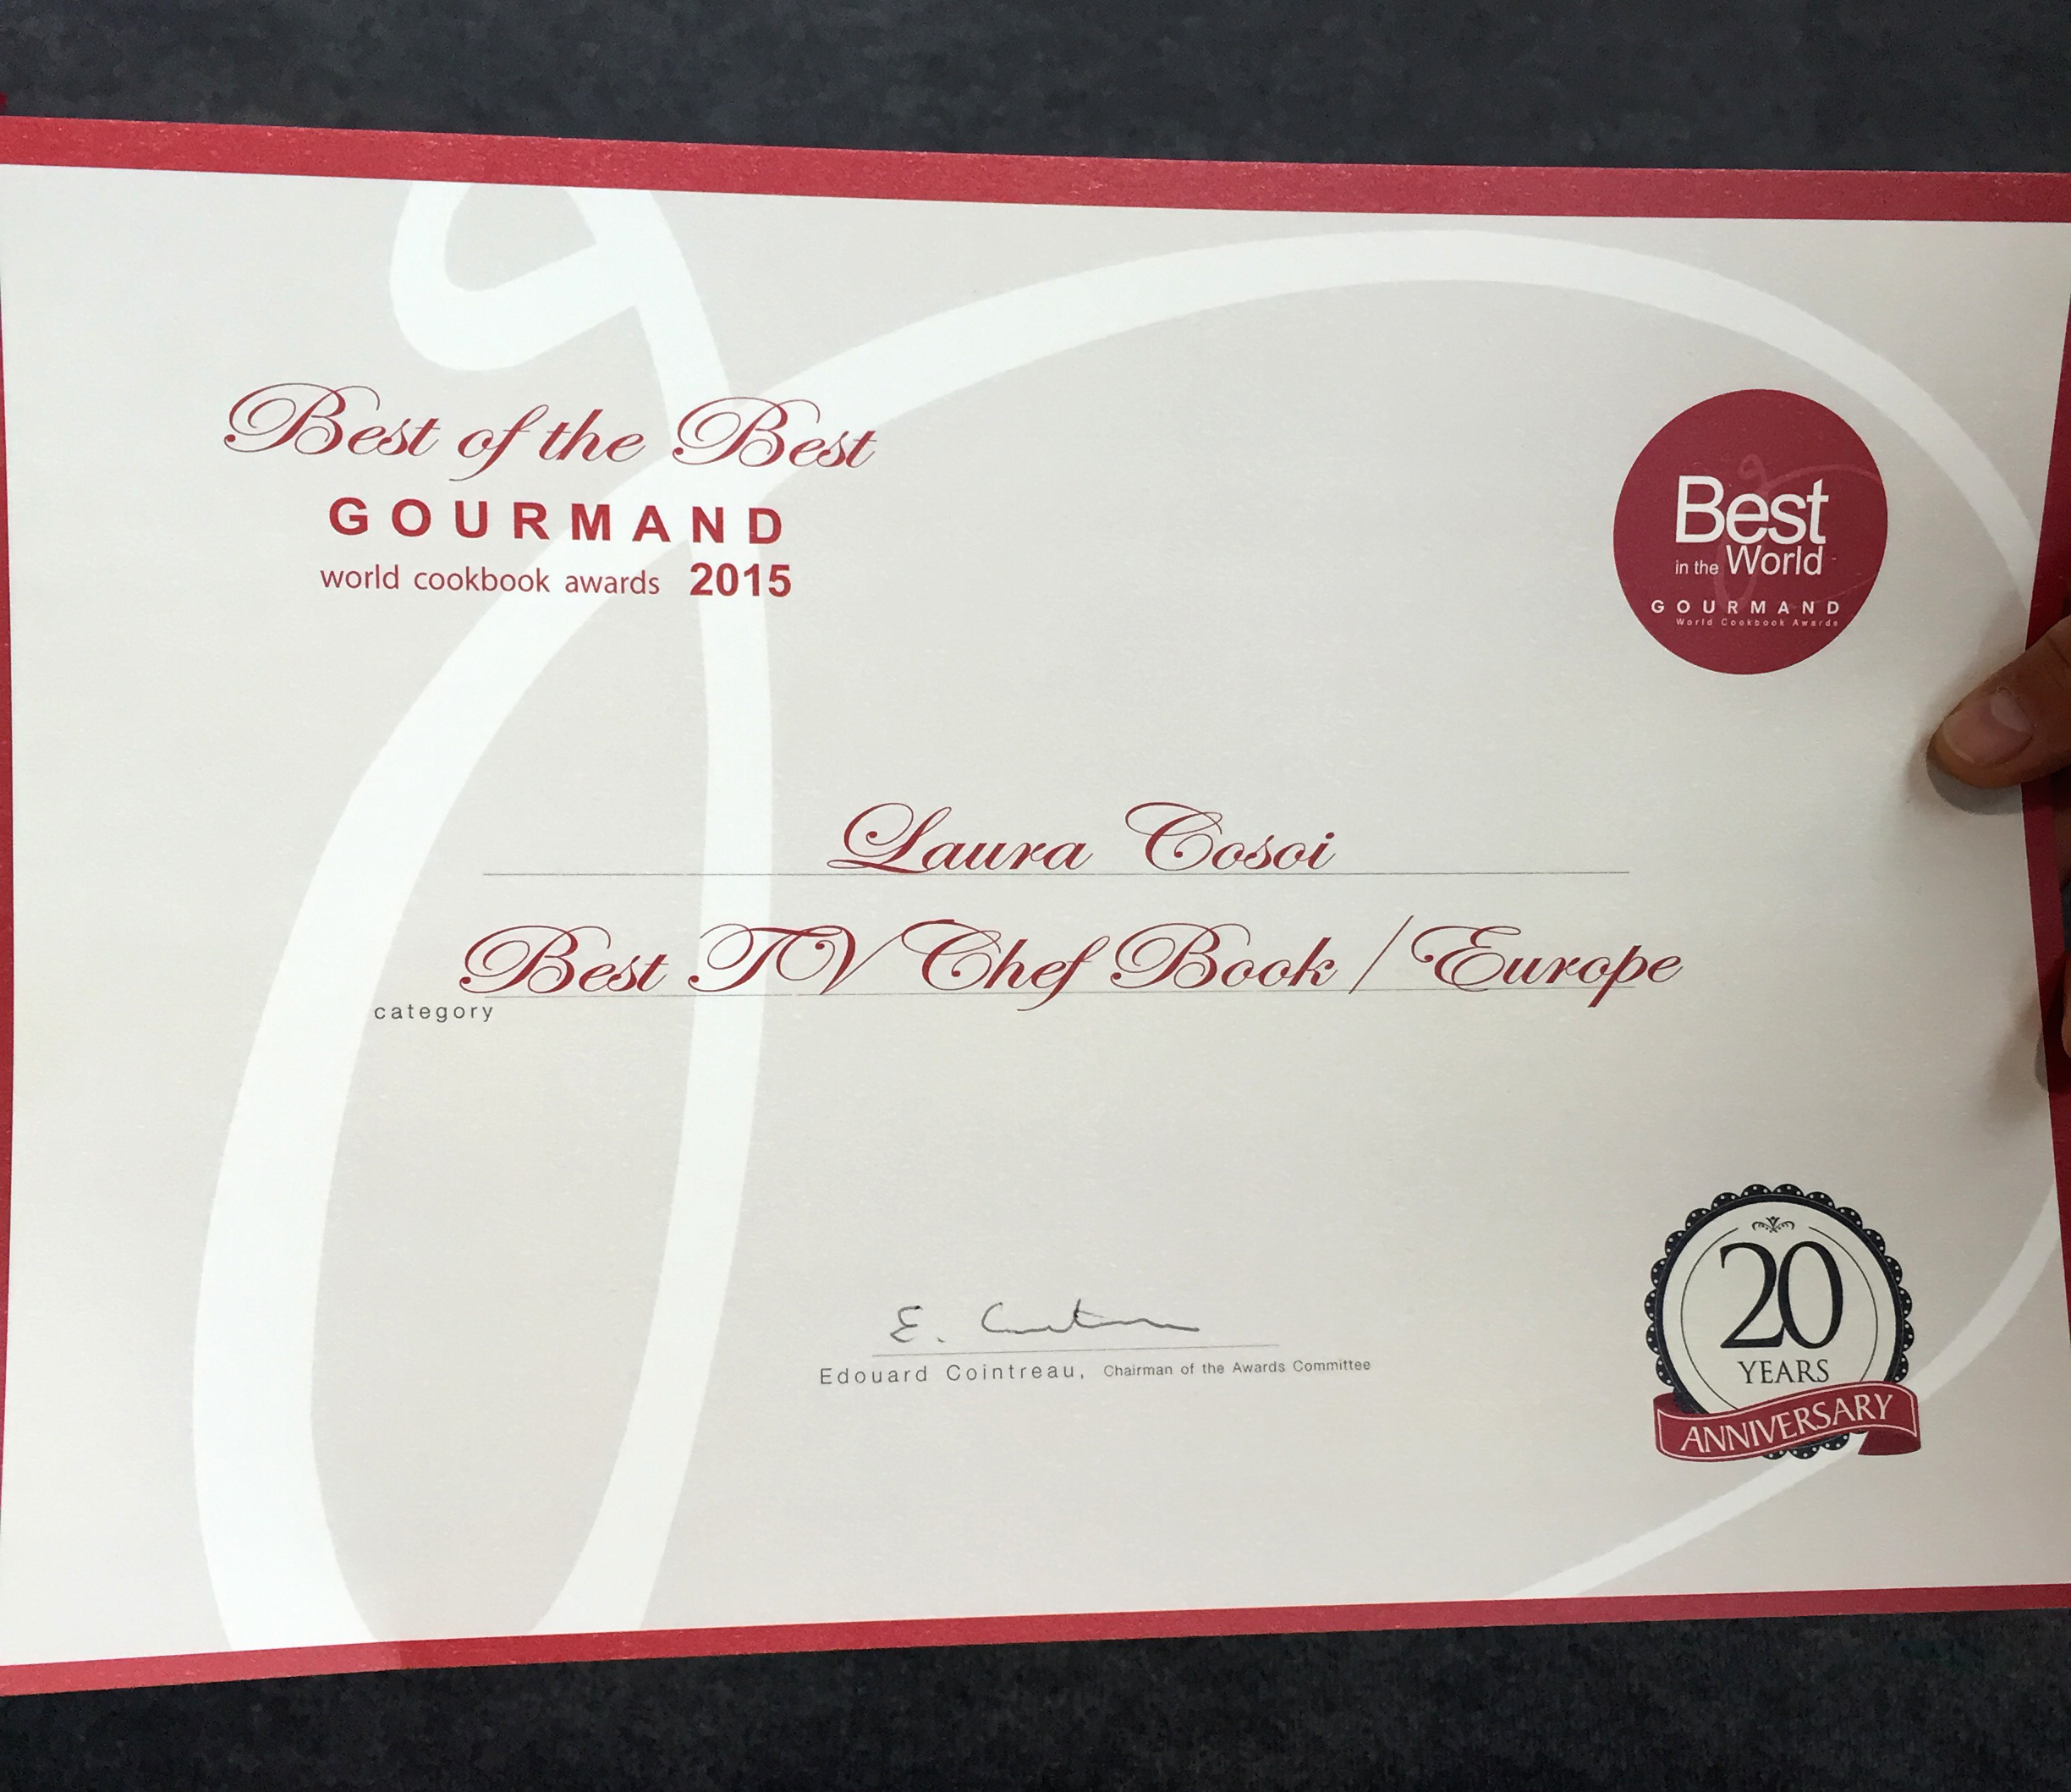 Best of the Best
GOURMAND
world cookbook awards 2015
Best
in the World
GOURMAND
World Cookbook Awards
Laura Cosoi
Best TV Chef Book / Europe
category
E. Cointreau
Edouard Cointreau, Chairman of the Awards Committee
20
YEARS
ANNIVERSARY